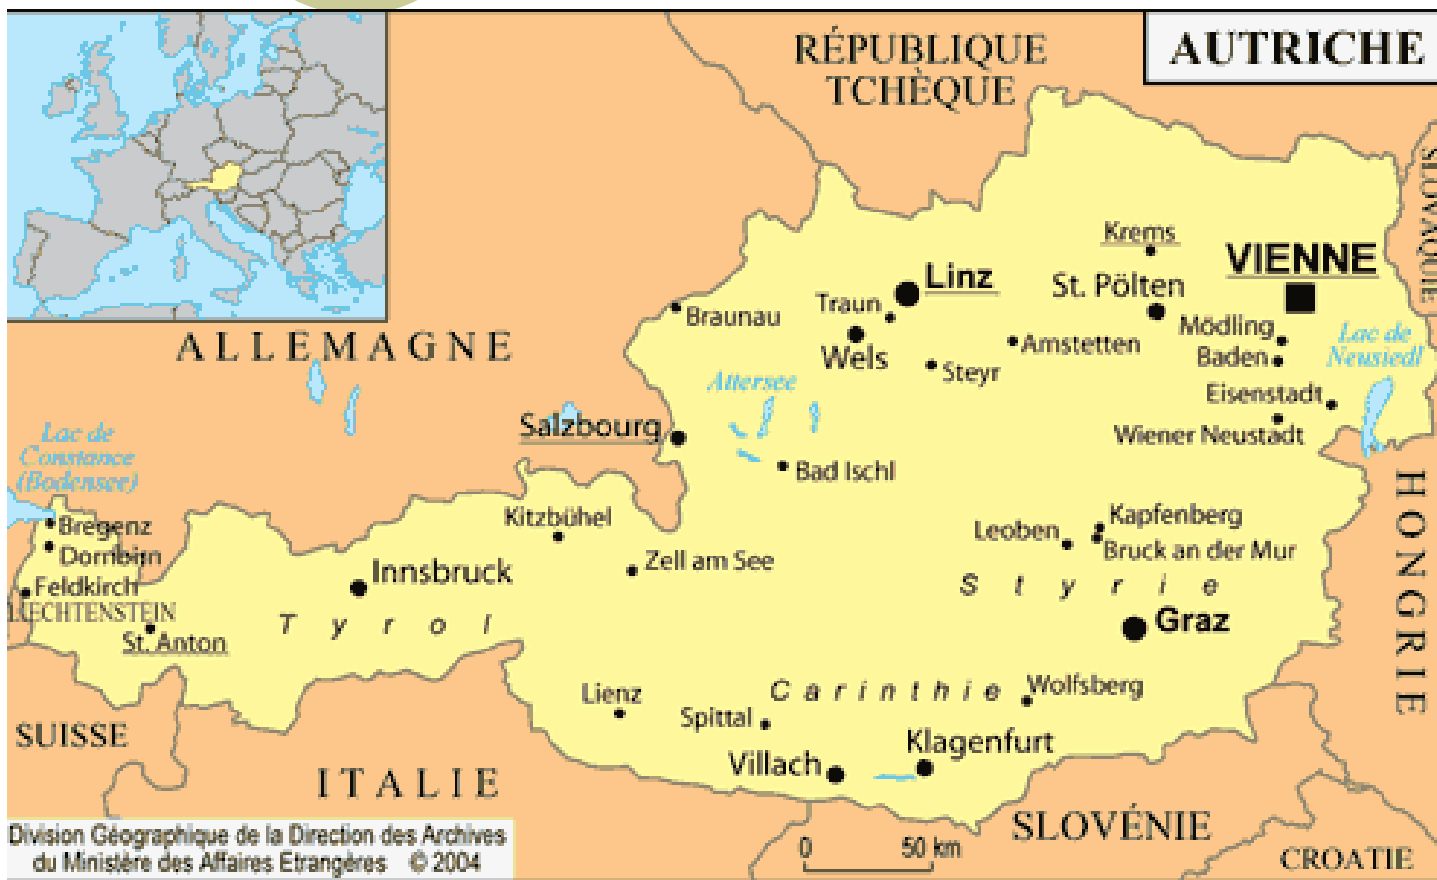 AUTRICHE
RÉPUBLIQUE
TCHÈQUE
SLOVAQUIE
Krems
VIENNE
Linz
St. Pölten
Traun
Braunau
Mödling
Lac de
Neusiedl
ALLEMAGNE
Wels
Amstetten
Baden
Steyr
Attersee
Eisenstadt
Salzbourg
Wiener Neustadt
Lac de
Constance
(Bodensee)
Bad Ischl
HONGRIE
Kitzbühel
Kapfenberg
Bregenz
Leoben
Bruck an der Mur
Dornbirn
Zell am See
Innsbruck
Feldkirch
Styrie
LIECHTENSTEIN
Tyrol
Graz
St. Anton
Lienz
Carinthie
Wolfsberg
Spittal
SUISSE
Klagenfurt
Villach
ITALIE
SLOVÉNIE
Division Géographique de la Direction des Archives
du Ministère des Affaires Etrangères © 2004
0 50 km
CROATIE